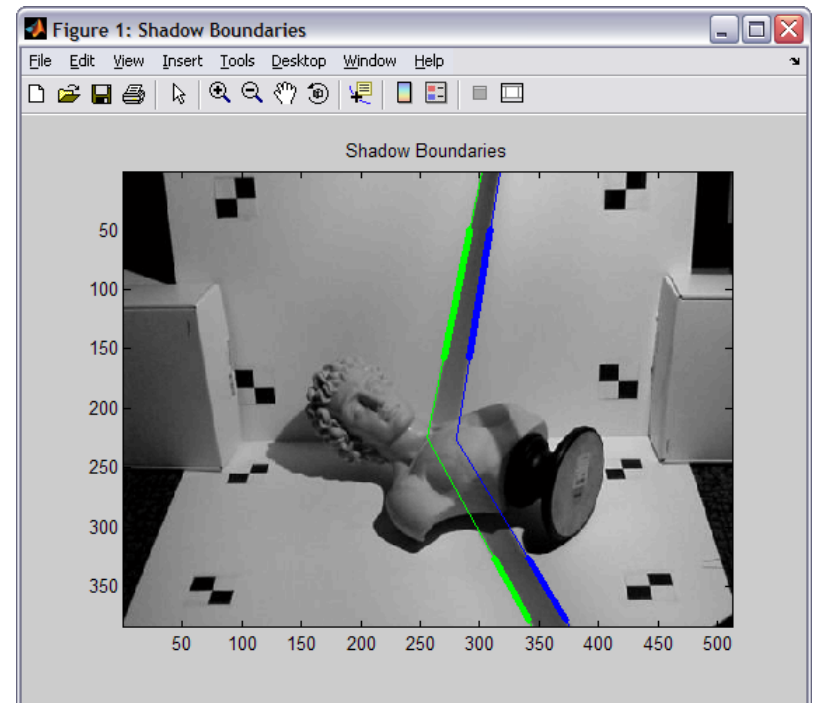 Figure 1: Shadow Boundaries
File Edit View Insert Tools Desktop Window Help
Shadow Boundaries
50
100
150
200
250
300
350
50 100 150 200 250 300 350 400 450 500